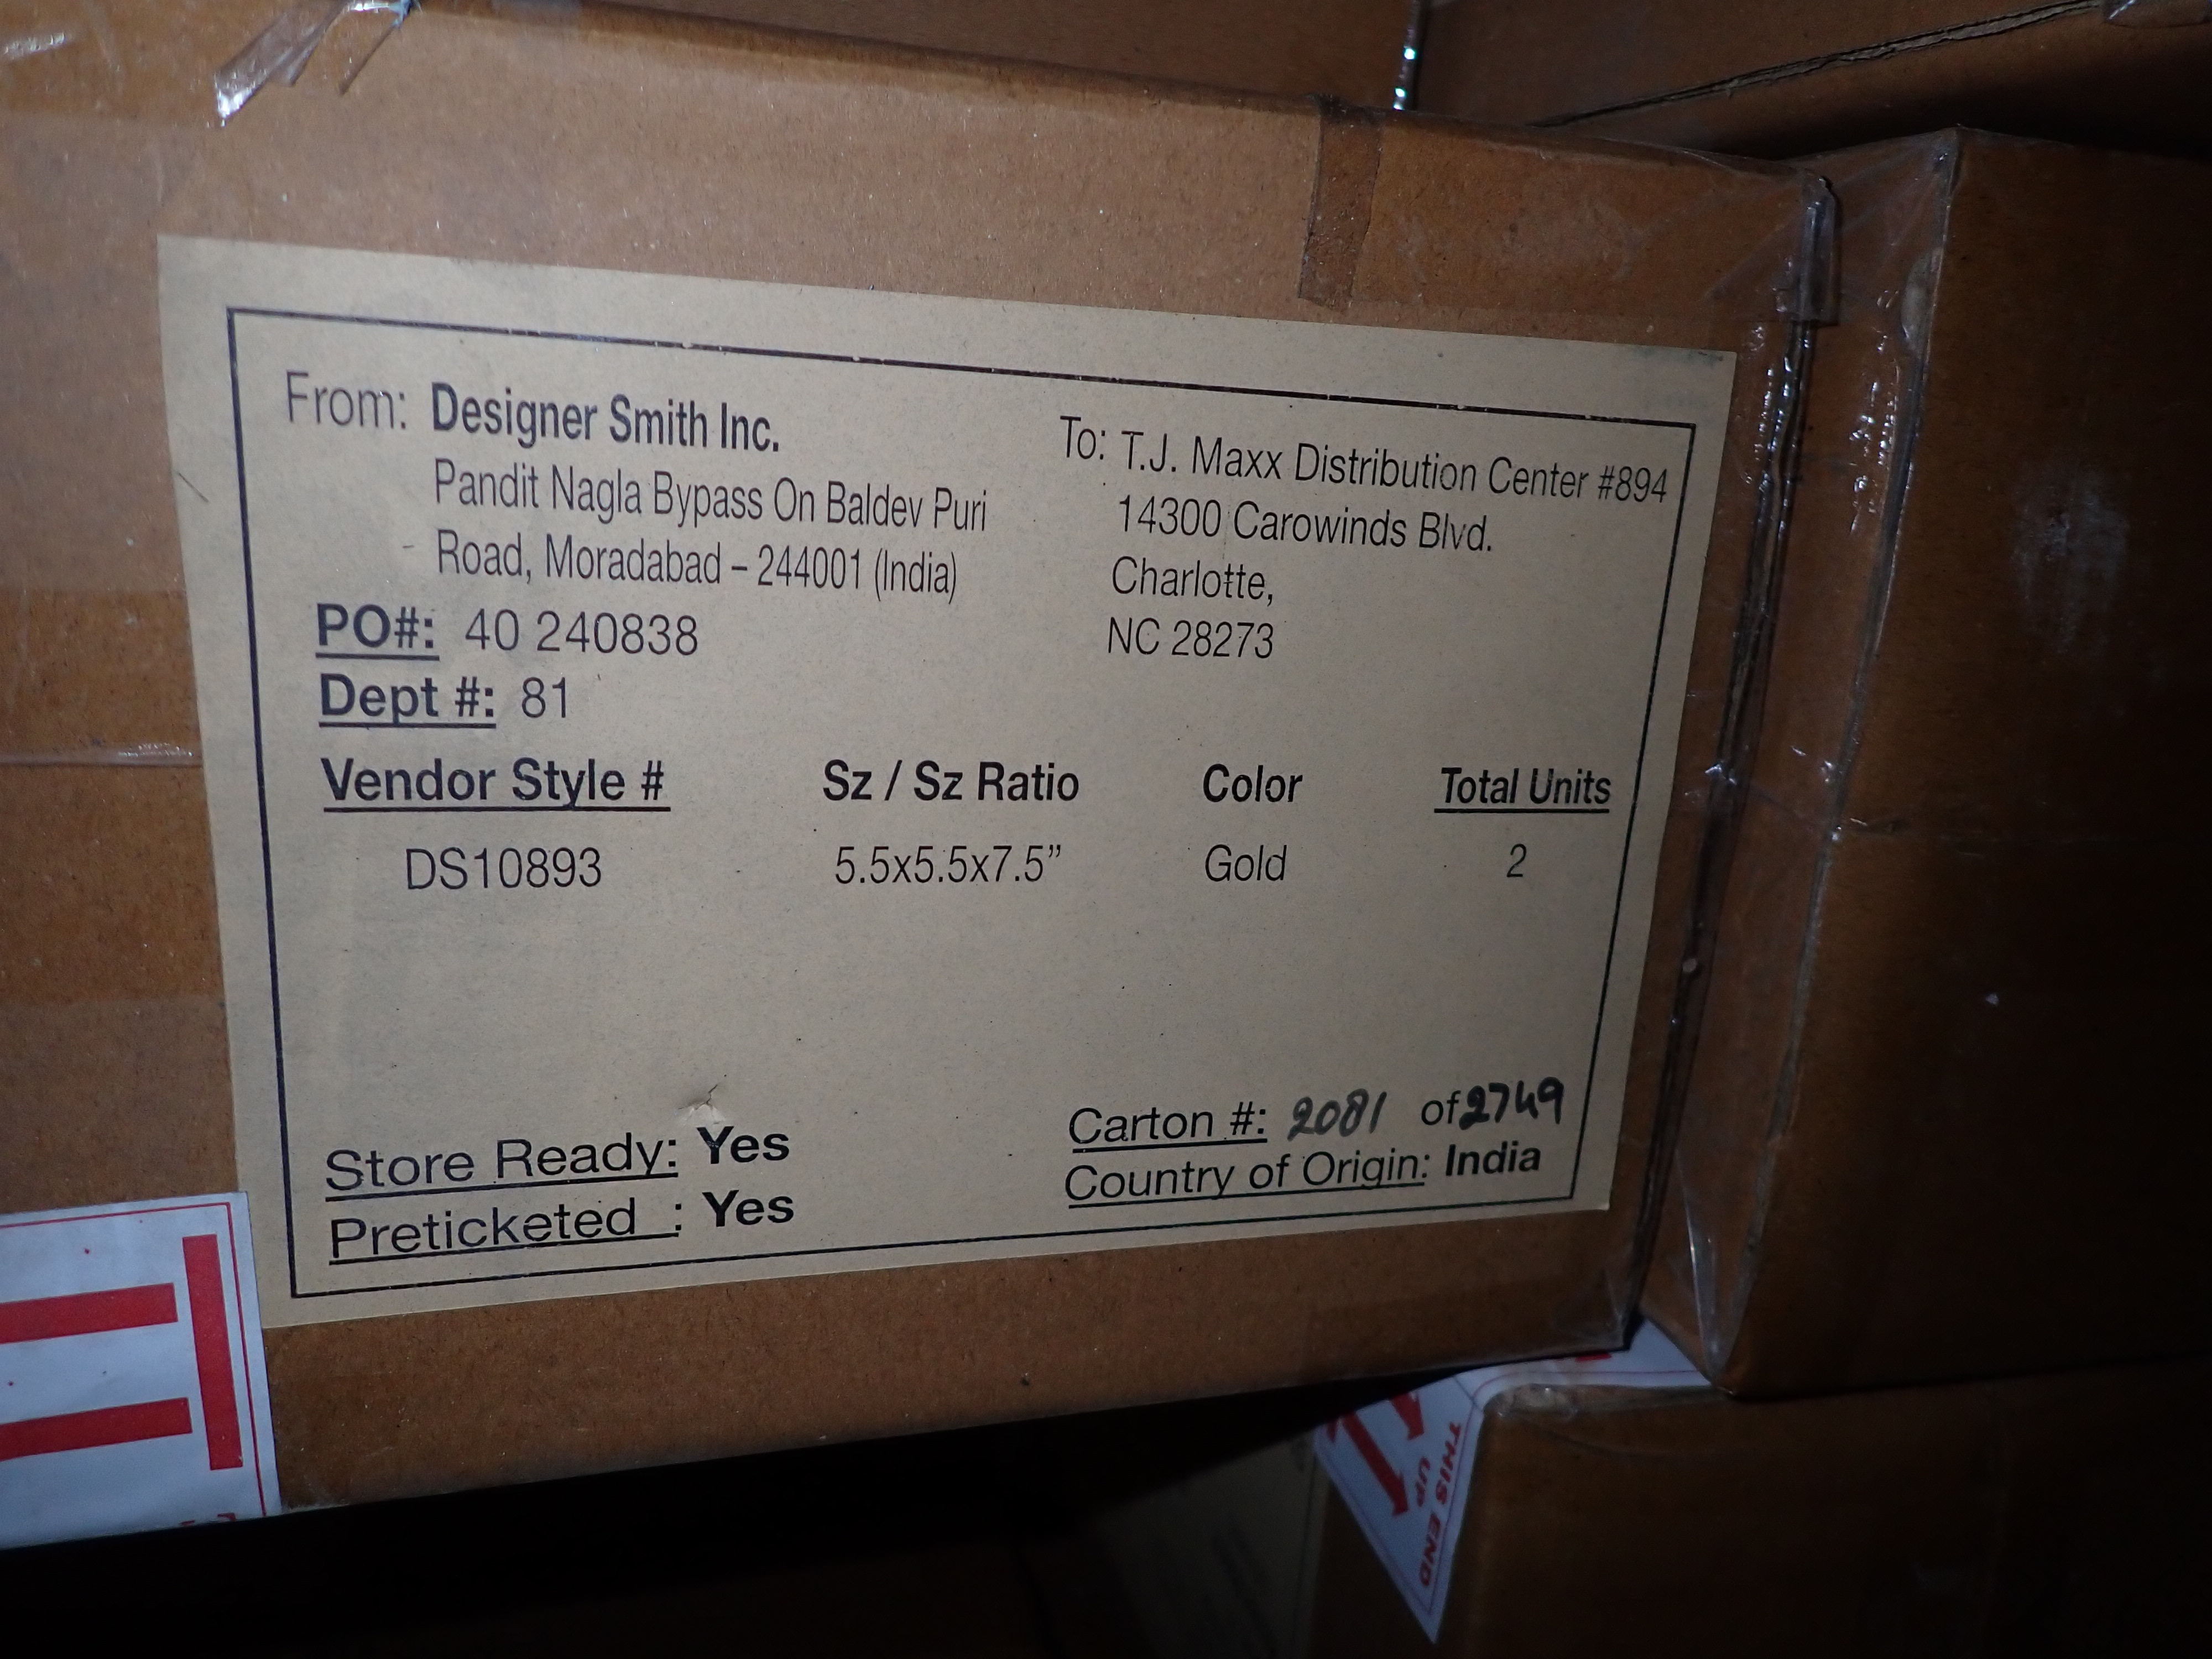 From: Designer Smith Inc.
Pandit Nagla Bypass On Baldev Puri
Road, Moradabad - 244001 (India)
To: T.J. Maxx Distribution Center #894
14300 Carowinds Blvd.
Charlotte,
NC 28273
PO#: 40 240838
Dept #: 81
Vendor Style # Sz / Sz Ratio Color Total Units
DS10893 5.5x5.5x7.5" Gold 2
Carton #: 2081 of 2749
Store Ready: Yes Country of Origin: India
Preticketed : Yes
THIS END
UP